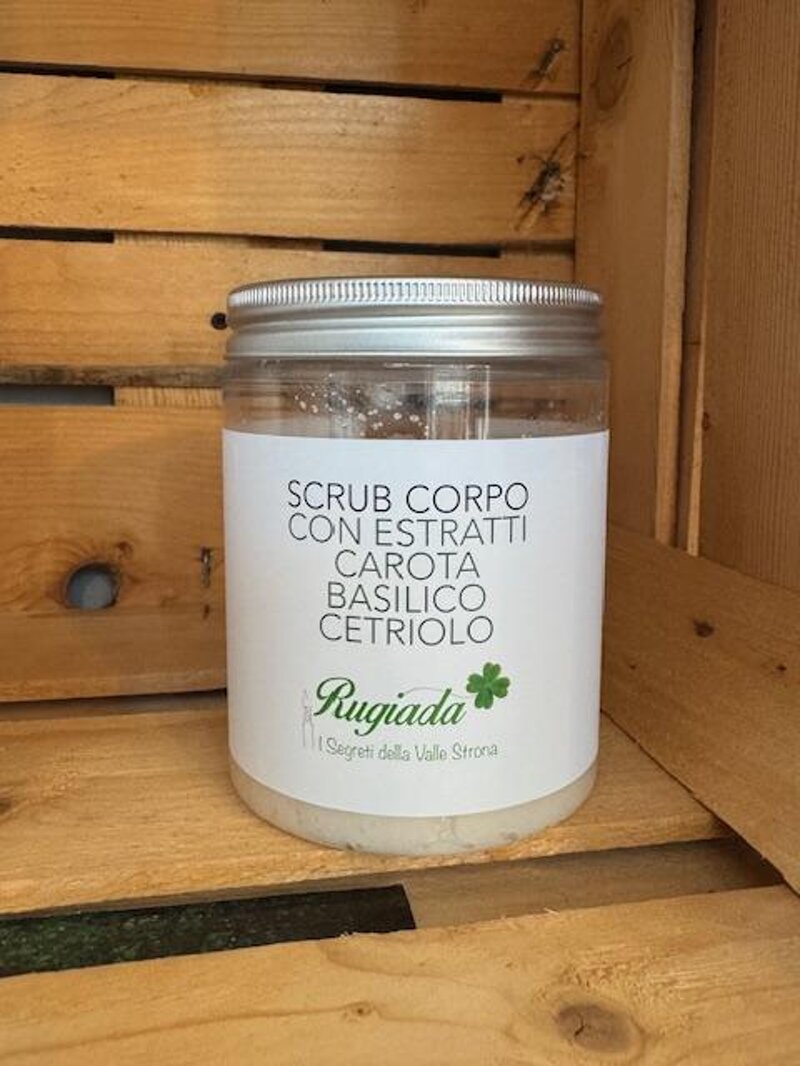 SCRUB CORPO
CON ESTRATTI
CAROTA
BASILICO
CETRIOLO
Rugiada
I Segreti della Valle Strona